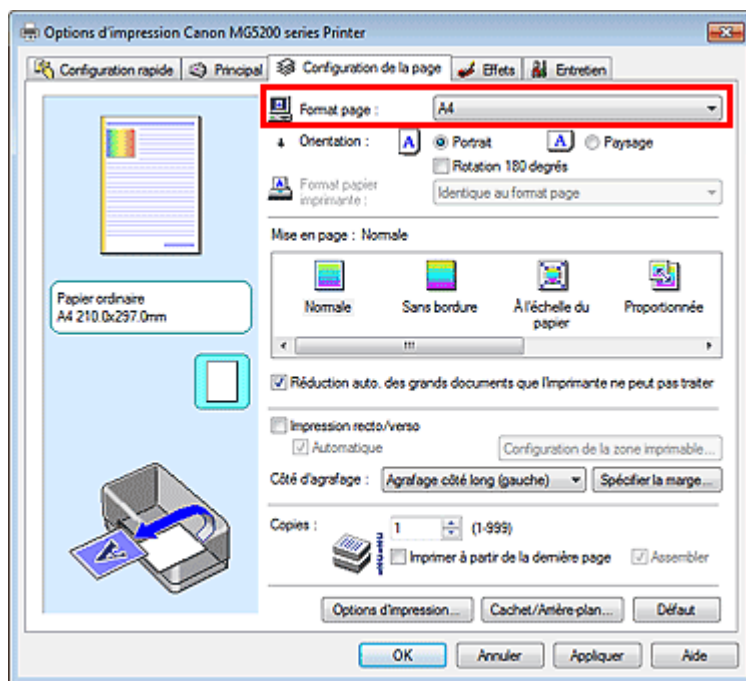 Options d'impression Canon MG5200 series Printer
Configuration rapide
Principal
Configuration de la page
Effets
Entretien
Format page :
A4
Orientation :
A
Portrait
A
Paysage
Rotation 180 degrés
Format papier
imprimante :
Identique au format page
Mise en page : Normale
Normale
Sans bordure
À l'échelle du
papier
Proportionnée
Papier ordinaire
A4 210.0x297.0mm
Réduction auto. des grands documents que l'imprimante ne peut pas traiter
Impression recto/verso
Automatique
Configuration de la zone imprimable...
Côté d'agrafage :
Agrafage côté long (gauche)
Spécifier la marge...
Copies :
1
(1-999)
Imprimer à partir de la dernière page
Assembler
Options d'impression...
Cachet/Arrière-plan...
Défaut
OK
Annuler
Appliquer
Aide